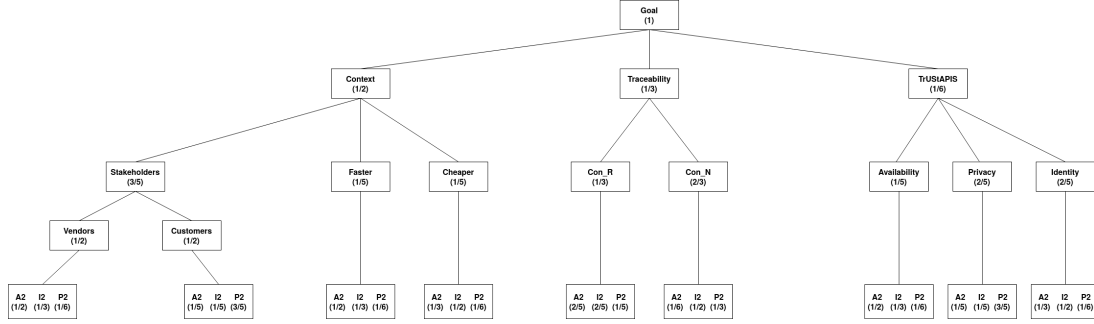 Goal
(1)
Context
(1/2)
Traceability
(1/3)
TrUStAPIS
(1/6)
Stakeholders
(3/5)
Faster
(1/5)
Cheaper
(1/5)
Con_R
(1/3)
Con_N
(2/3)
Availability
(1/5)
Privacy
(2/5)
Identity
(2/5)
Vendors
(1/2)
Customers
(1/2)
A2 I2 P2
(1/2) (1/3) (1/6)
A2 I2 P2
(1/5) (1/5) (3/5)
A2 I2 P2
(1/2) (1/3) (1/6)
A2 I2 P2
(1/3) (1/2) (1/6)
A2 I2 P2
(2/5) (2/5) (1/5)
A2 I2 P2
(1/6) (1/2) (1/3)
A2 I2 P2
(1/2) (1/3) (1/6)
A2 I2 P2
(1/5) (1/5) (3/5)
A2 I2 P2
(1/3) (1/2) (1/6)